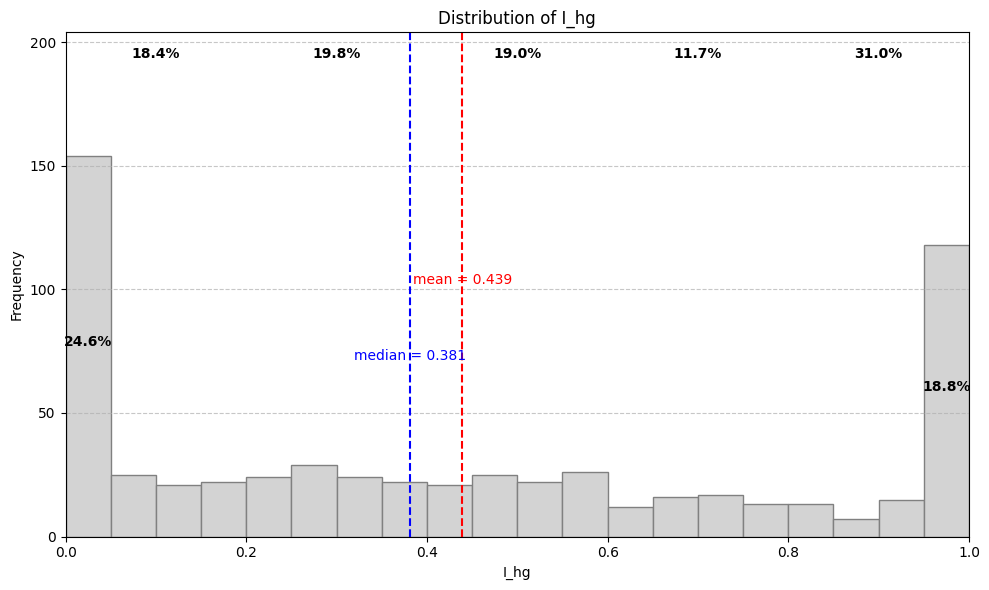 Distribution of I_hg
200
18.4% 19.8% 19.0% 11.7% 31.0%
150
Frequency
mean = 0.439
100
24.6%
median = 0.381
18.8%
50
0
0.0 0.2 0.4 0.6 0.8 1.0
I_hg